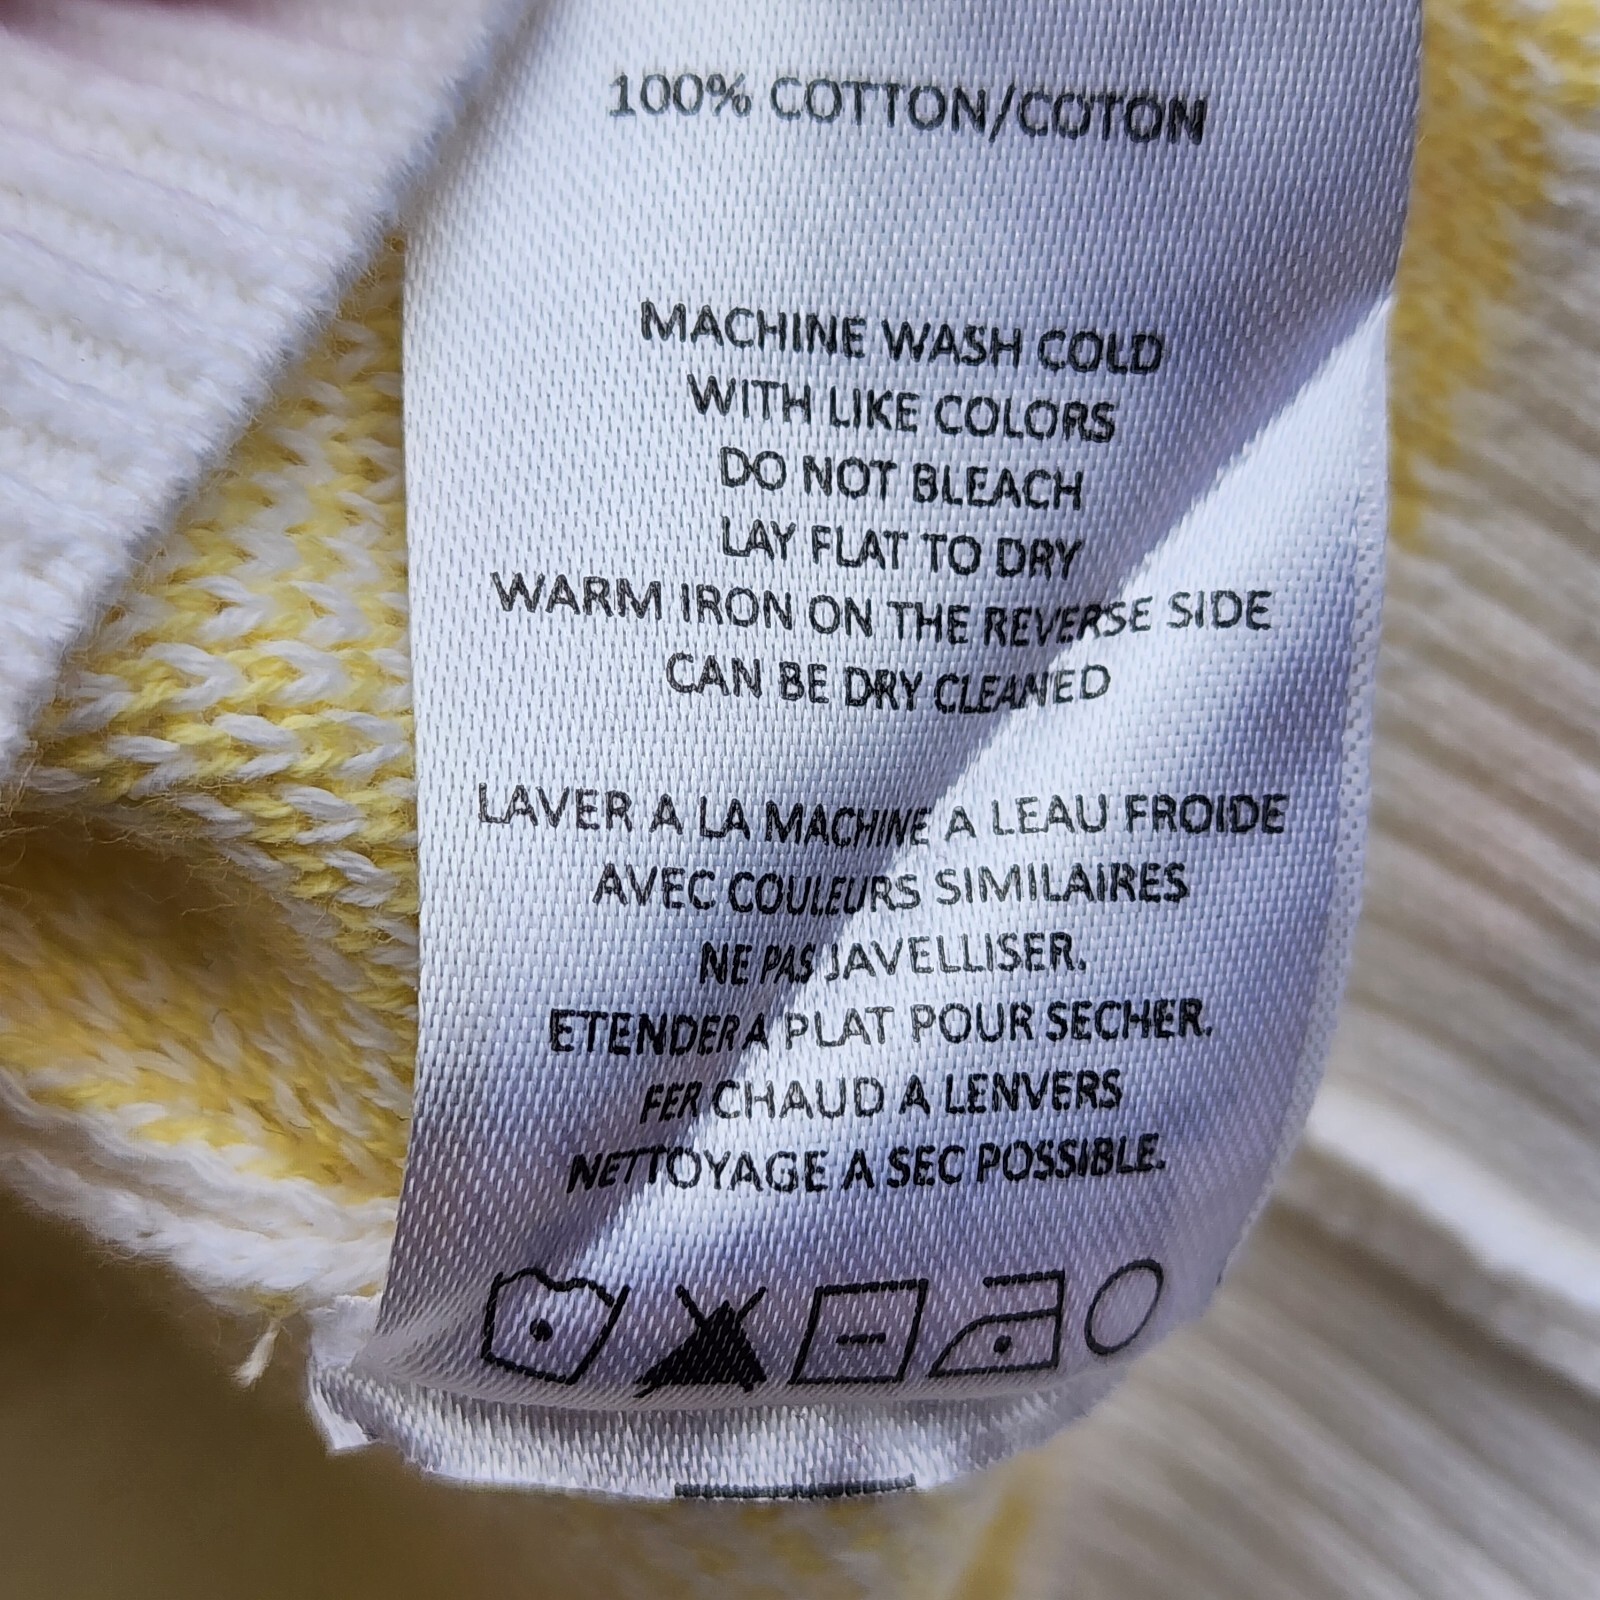 100% COTTON/COTON
MACHINE WASH COLD
WITH LIKE COLORS
DO NOT BLEACH
LAY FLAT TO DRY
WARM IRON ON THE REVERSE SIDE
CAN BE DRY CLEANED
LAVER A LA MACHINE A LEAU FROIDE
AVEC COULEURS SIMILAIRES
NE PAS JAVELLISER.
ETENDER A PLAT POUR SECHER.
FER CHAUD A LENVERS
NETTOYAGE A SEC POSSIBLE.